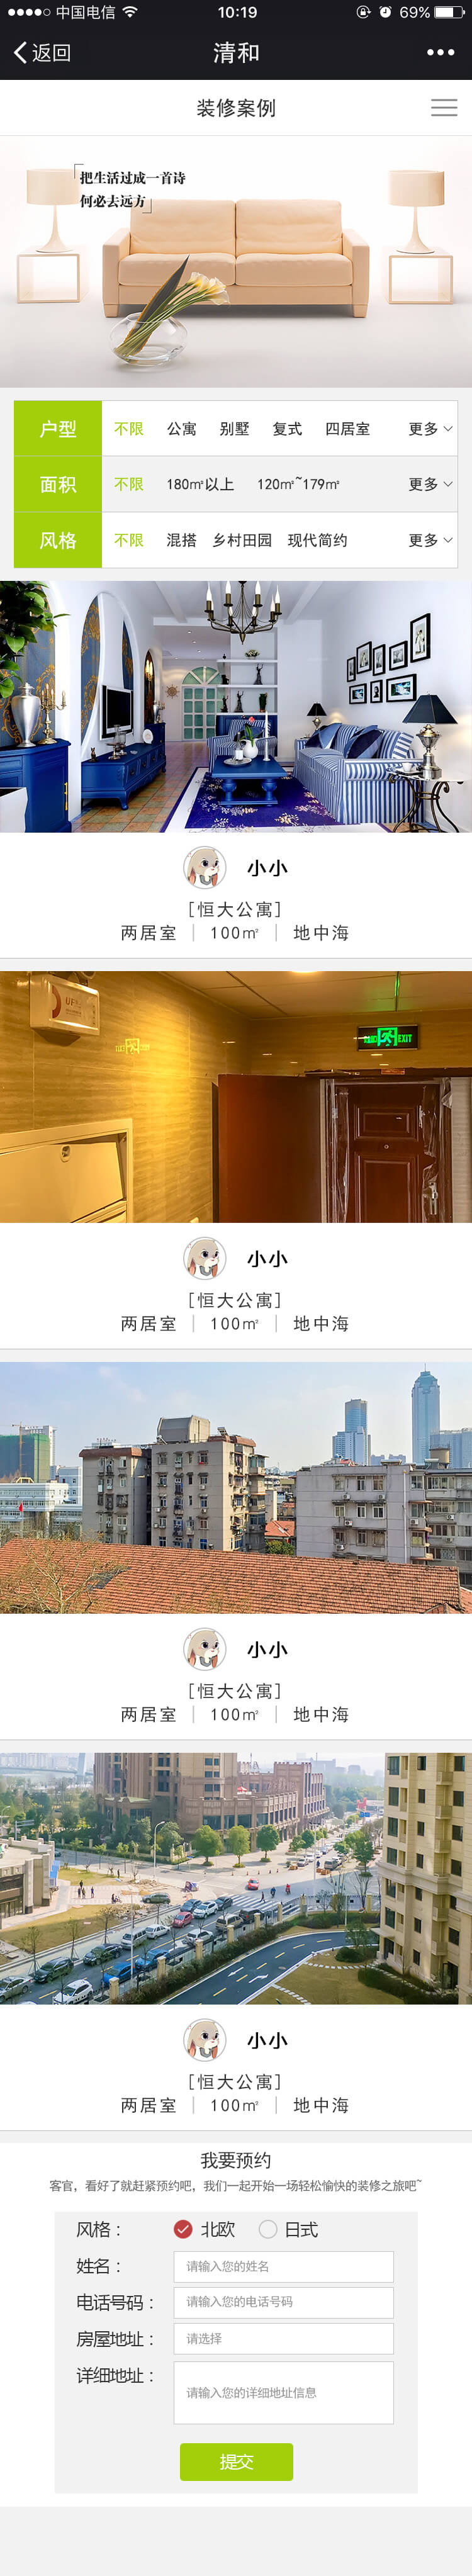 中国电信 10:19 69%
返回 清和
装修案例
把生活过成一首诗
何必去远方
户型 不限 公寓 别墅 复式 四居室 更多
面积 不限 180㎡以上 120㎡~179㎡ 更多
风格 不限 混搭 乡村田园 现代简约 更多
小小
[恒大公寓]
两居室 | 100㎡ | 地中海
EXIT
小小
[恒大公寓]
两居室 | 100㎡ | 地中海
小小
[恒大公寓]
两居室 | 100㎡ | 地中海
小小
[恒大公寓]
两居室 | 100㎡ | 地中海
我要预约
客官，看好了就赶紧预约吧，我们一起开始一场轻松愉快的装修之旅吧~
风格： 北欧 日式
姓名： 请输入您的姓名
电话号码： 请输入您的电话号码
房屋地址： 请选择
详细地址： 请输入您的详细地址信息
提交